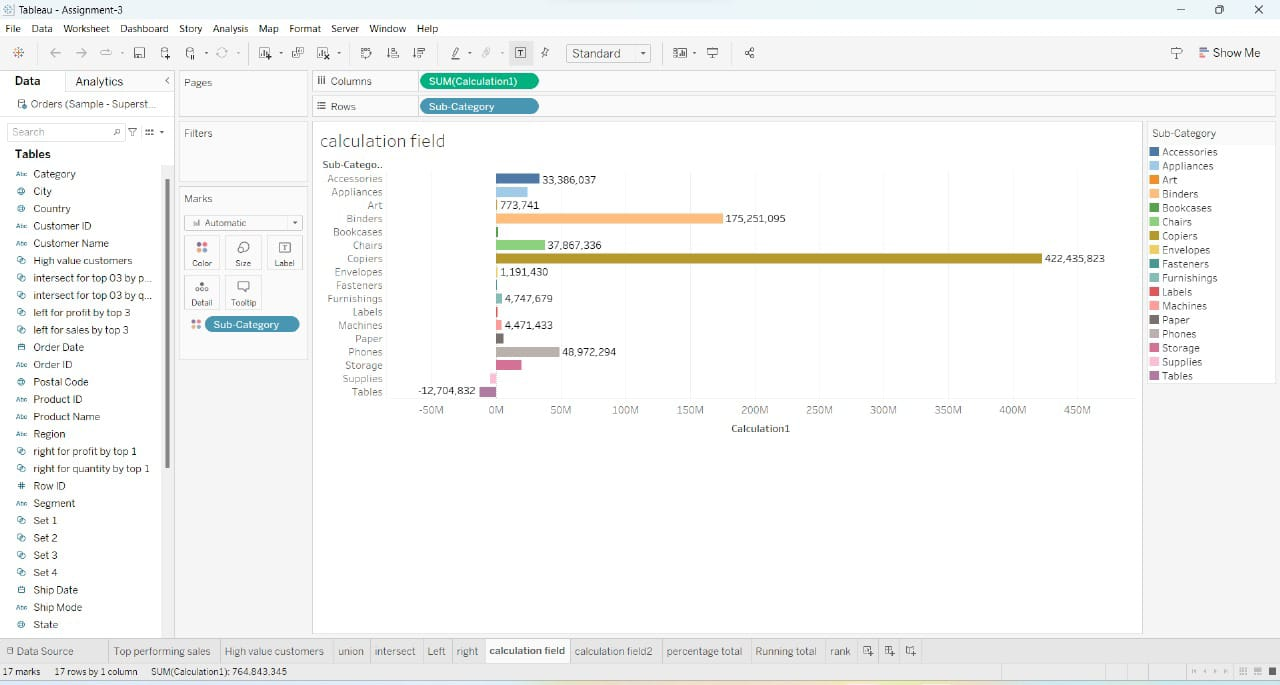 Tableau - Assignment-3
File Data Worksheet Dashboard Story Analysis Map Format Server Window Help
Standard
Show Me
Data Analytics
Orders (Sample - Superst...
Search
Tables
Category
City
Country
Customer ID
Customer Name
High value customers
intersect for top 03 by p...
intersect for top 03 by q...
left for profit by top 3
left for sales by top 3
Order Date
Order ID
Postal Code
Product ID
Product Name
Region
right for profit by top 1
right for quantity by top 1
Row ID
Segment
Set 1
Set 2
Set 3
Set 4
Ship Date
Ship Mode
State
Pages
Filters
Marks
Automatic
Color Size Label
Detail Tooltip
Sub-Category
Columns SUM(Calculation1)
Rows Sub-Category
calculation field
Sub-Catego..
Accessories 33,386,037
Appliances
Art 773,741
Binders 175,251,095
Bookcases
Chairs 37,867,336
Copiers 422,435,823
Envelopes 1,191,430
Fasteners
Furnishings 4,747,679
Labels
Machines 4,471,433
Paper
Phones 48,972,294
Storage
Supplies
Tables -12,704,832
-50M 0M 50M 100M 150M 200M 250M 300M 350M 400M 450M
Calculation1
Sub-Category
Accessories
Appliances
Art
Binders
Bookcases
Chairs
Copiers
Envelopes
Fasteners
Furnishings
Labels
Machines
Paper
Phones
Storage
Supplies
Tables
Data Source Top performing sales High value customers union intersect Left right calculation field calculation field2 percentage total Running total rank
17 marks 17 rows by 1 column SUM(Calculation1): 764,843,345